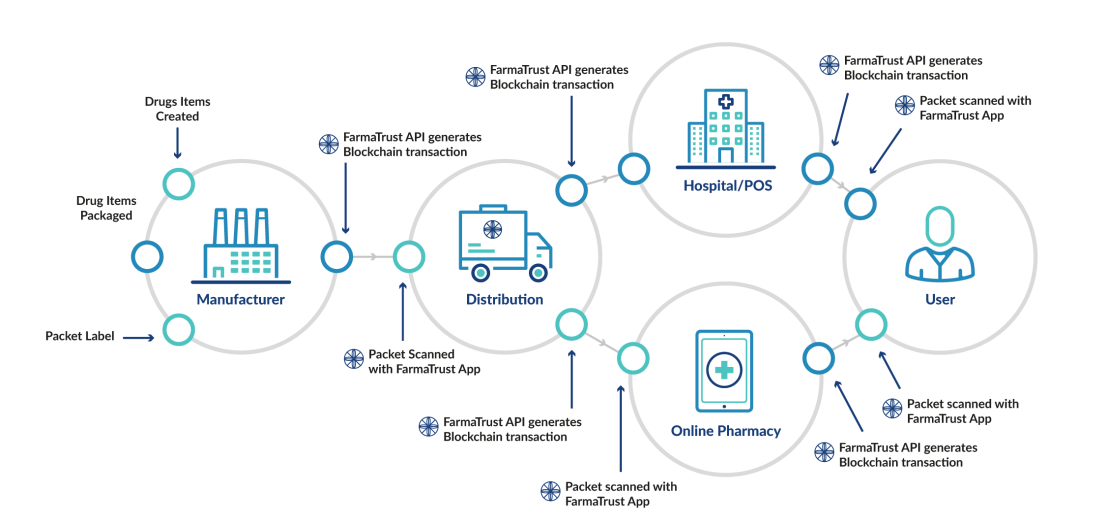 Drugs Items
Created
Drug Items
Packaged
Packet Label
Manufacturer
FarmaTrust API generates
Blockchain transaction
Packet Scanned
with FarmaTrust App
Distribution
FarmaTrust API generates
Blockchain transaction
FarmaTrust API generates
Blockchain transaction
Hospital/POS
Packet scanned with
FarmaTrust App
Online Pharmacy
FarmaTrust API generates
Blockchain transaction
Packet scanned with
FarmaTrust App
User
Packet scanned with
FarmaTrust App
FarmaTrust API generates
Blockchain transaction